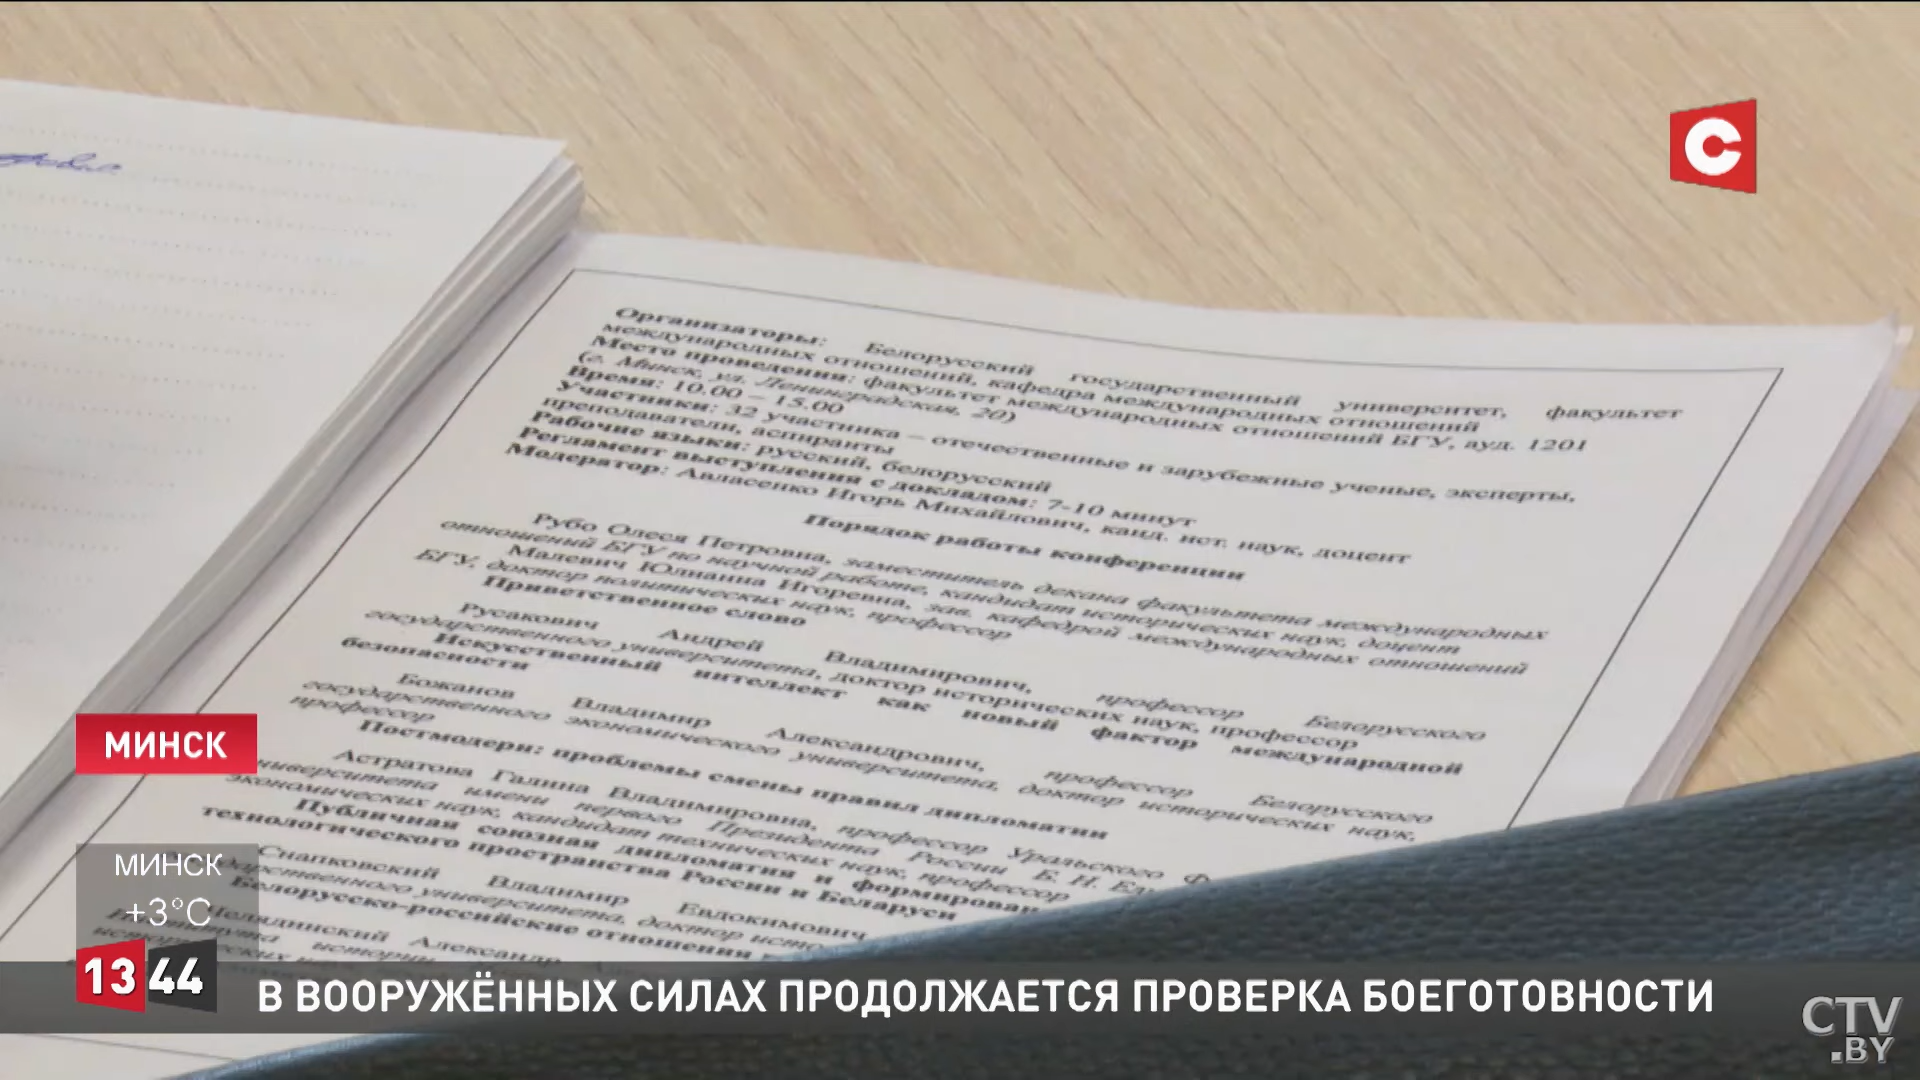 Организаторы: Белорусский государственный университет, факультет
международных отношений, кафедра международных отношений
Место проведения: факультет международных отношений БГУ, ауд. 1201
(г. Минск, ул. Ленинградская, 20)
Время: 10.00 – 15.00
Участники: 32 участника – отечественные и зарубежные ученые, эксперты,
преподаватели, аспиранты
Рабочие языки: русский, белорусский
Регламент выступления с докладом: 7-10 минут
Модератор: Авласенко Игорь Михайлович, канд. ист. наук, доцент
Порядок работы конференции
Рубо Олеся Петровна, заместитель декана факультета международных
отношений БГУ по научной работе, кандидат исторических наук, доцент
Малевич Юлианна Игоревна, зав. кафедрой международных отношений
БГУ, доктор политических наук, профессор
Приветственное слово
Русакович Андрей Владимирович, профессор Белорусского
государственного университета, доктор исторических наук, профессор
Искусственный интеллект как новый фактор международной
безопасности
Божанов Владимир Александрович, профессор Белорусского
государственного экономического университета, доктор исторических наук,
профессор
Постмодерн: проблемы смены правил дипломатии
Астратова Галина Владимировна, профессор Уральского
университета имени первого Президента России Б. Н.
экономических наук, кандидат технических наук, профессор
Публичная союзная дипломатия и
технологического пространства России и Беларуси
Снапковский Владимир Евдокимович
университета, доктор
Белорусско-российские отношения
Александр
С
МИНСК
МИНСК
+3°C
13 44
В ВООРУЖЁННЫХ СИЛАХ ПРОДОЛЖАЕТСЯ ПРОВЕРКА БОЕГОТОВНОСТИ
CTV
.BY